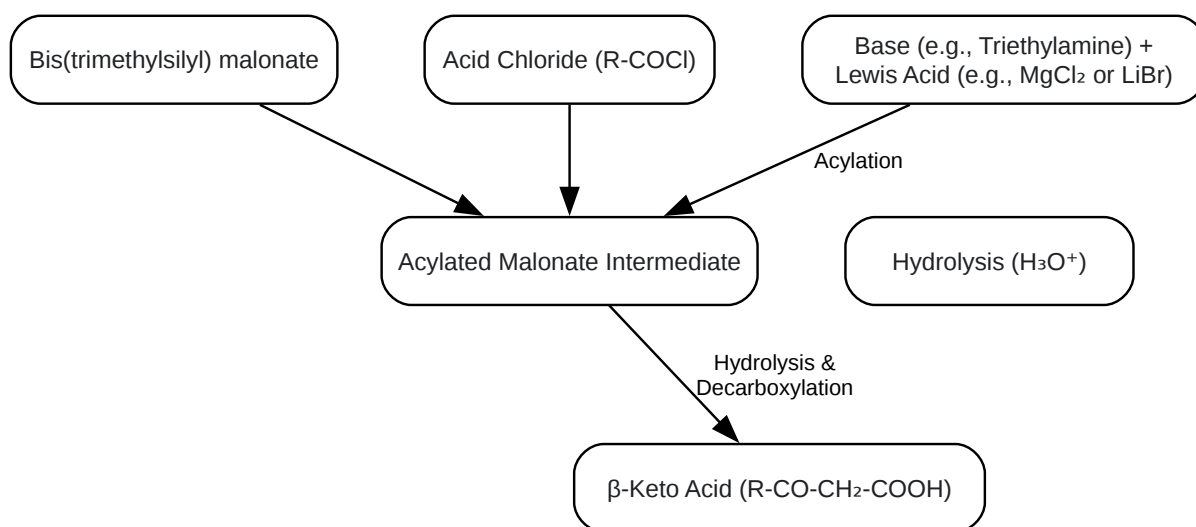 Bis(trimethylsilyl) malonate
Acid Chloride (R-COCl)
Base (e.g., Triethylamine) +
Lewis Acid (e.g., MgCl₂ or LiBr)
Acylation
Acylated Malonate Intermediate
Hydrolysis (H₃O⁺)
Hydrolysis &
Decarboxylation
β-Keto Acid (R-CO-CH₂-COOH)